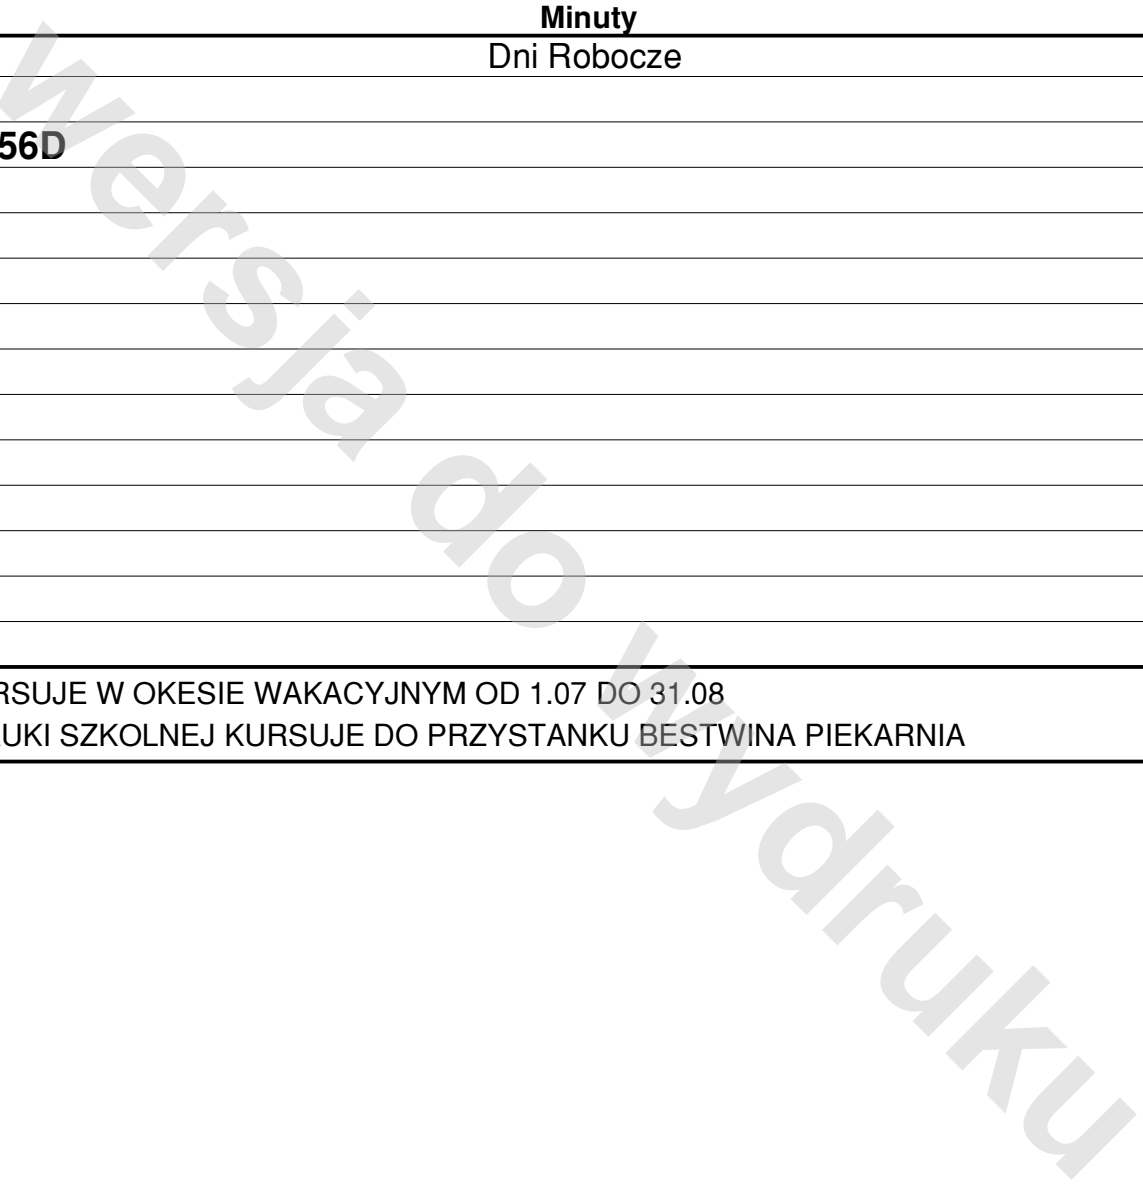 Minuty
Dni Robocze
56D
RSUJE W OKESIE WAKACYJNYM OD 1.07 DO 31.08
UKI SZKOLNEJ KURSUJE DO PRZYSTANKU BESTWINA PIEKARNIA
wersja do wydruku